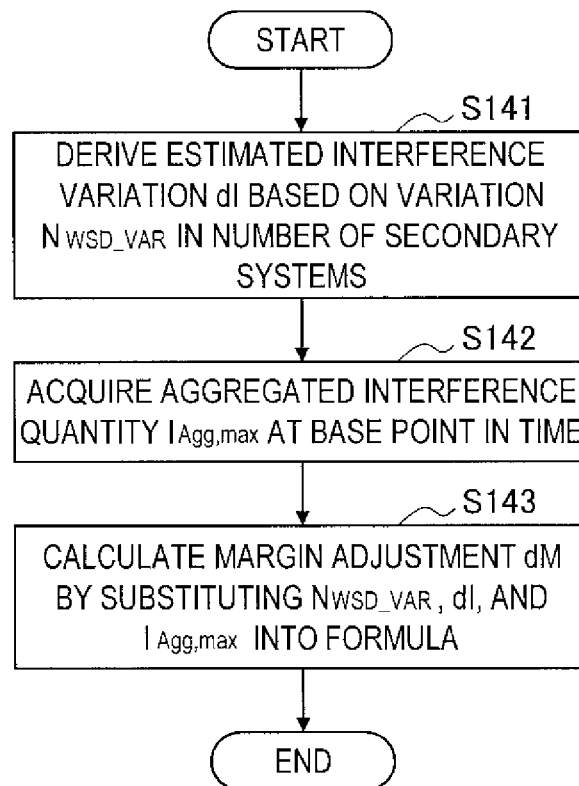 START
S141
DERIVE ESTIMATED INTERFERENCE
VARIATION dI BASED ON VARIATION
NWSD_VAR IN NUMBER OF SECONDARY
SYSTEMS
S142
ACQUIRE AGGREGATED INTERFERENCE
QUANTITY IAgg,max AT BASE POINT IN TIME
S143
CALCULATE MARGIN ADJUSTMENT dM
BY SUBSTITUTING NWSD_VAR, dI, AND
IAgg,max INTO FORMULA
END